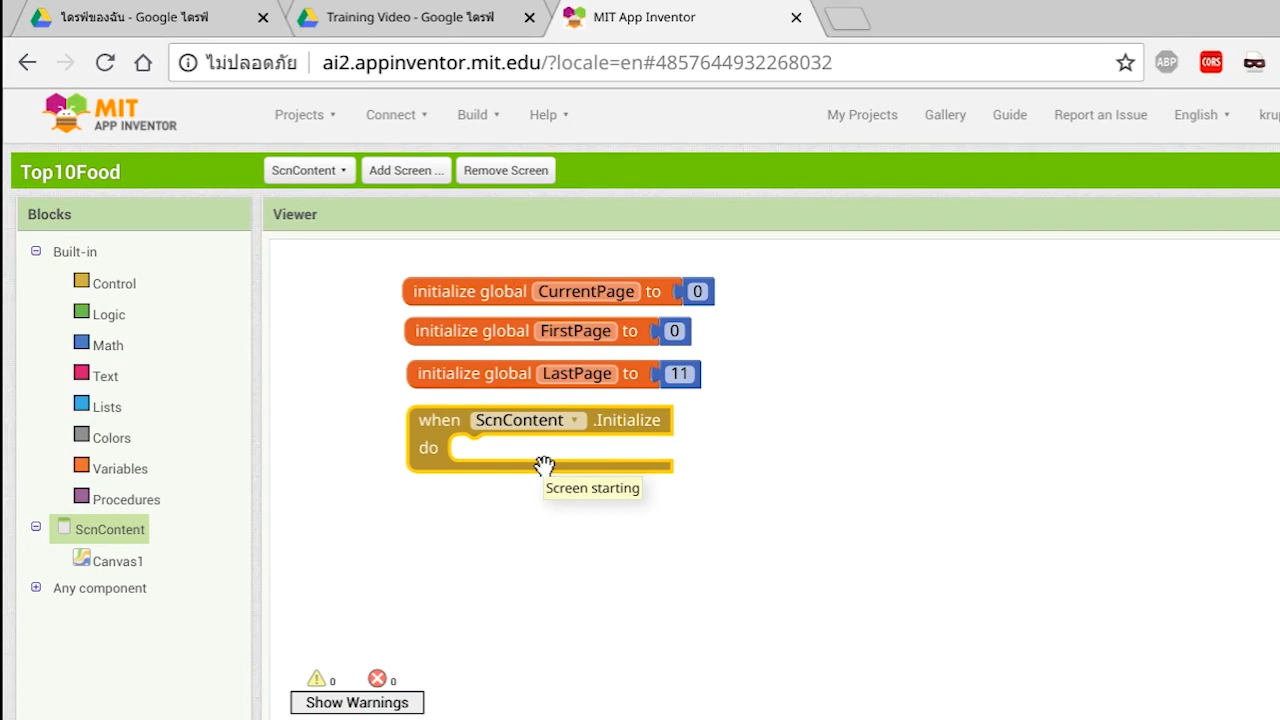 ไดรฟ์ของฉัน - Google ไดรฟ์
Training Video - Google ไดรฟ์
MIT App Inventor
ไม่ปลอดภัย
ai2.appinventor.mit.edu/?locale=en#4857644932268032
ABP
CORS
MIT
APP INVENTOR
Projects
Connect
Build
Help
My Projects
Gallery
Guide
Report an Issue
English
kru
Top10Food
ScnContent
Add Screen ...
Remove Screen
Blocks
Viewer
Built-in
Control
Logic
Math
Text
Lists
Colors
Variables
Procedures
ScnContent
Canvas1
Any component
initialize global CurrentPage to 0
initialize global FirstPage to 0
initialize global LastPage to 11
when ScnContent .Initialize
do
Screen starting
0
0
Show Warnings